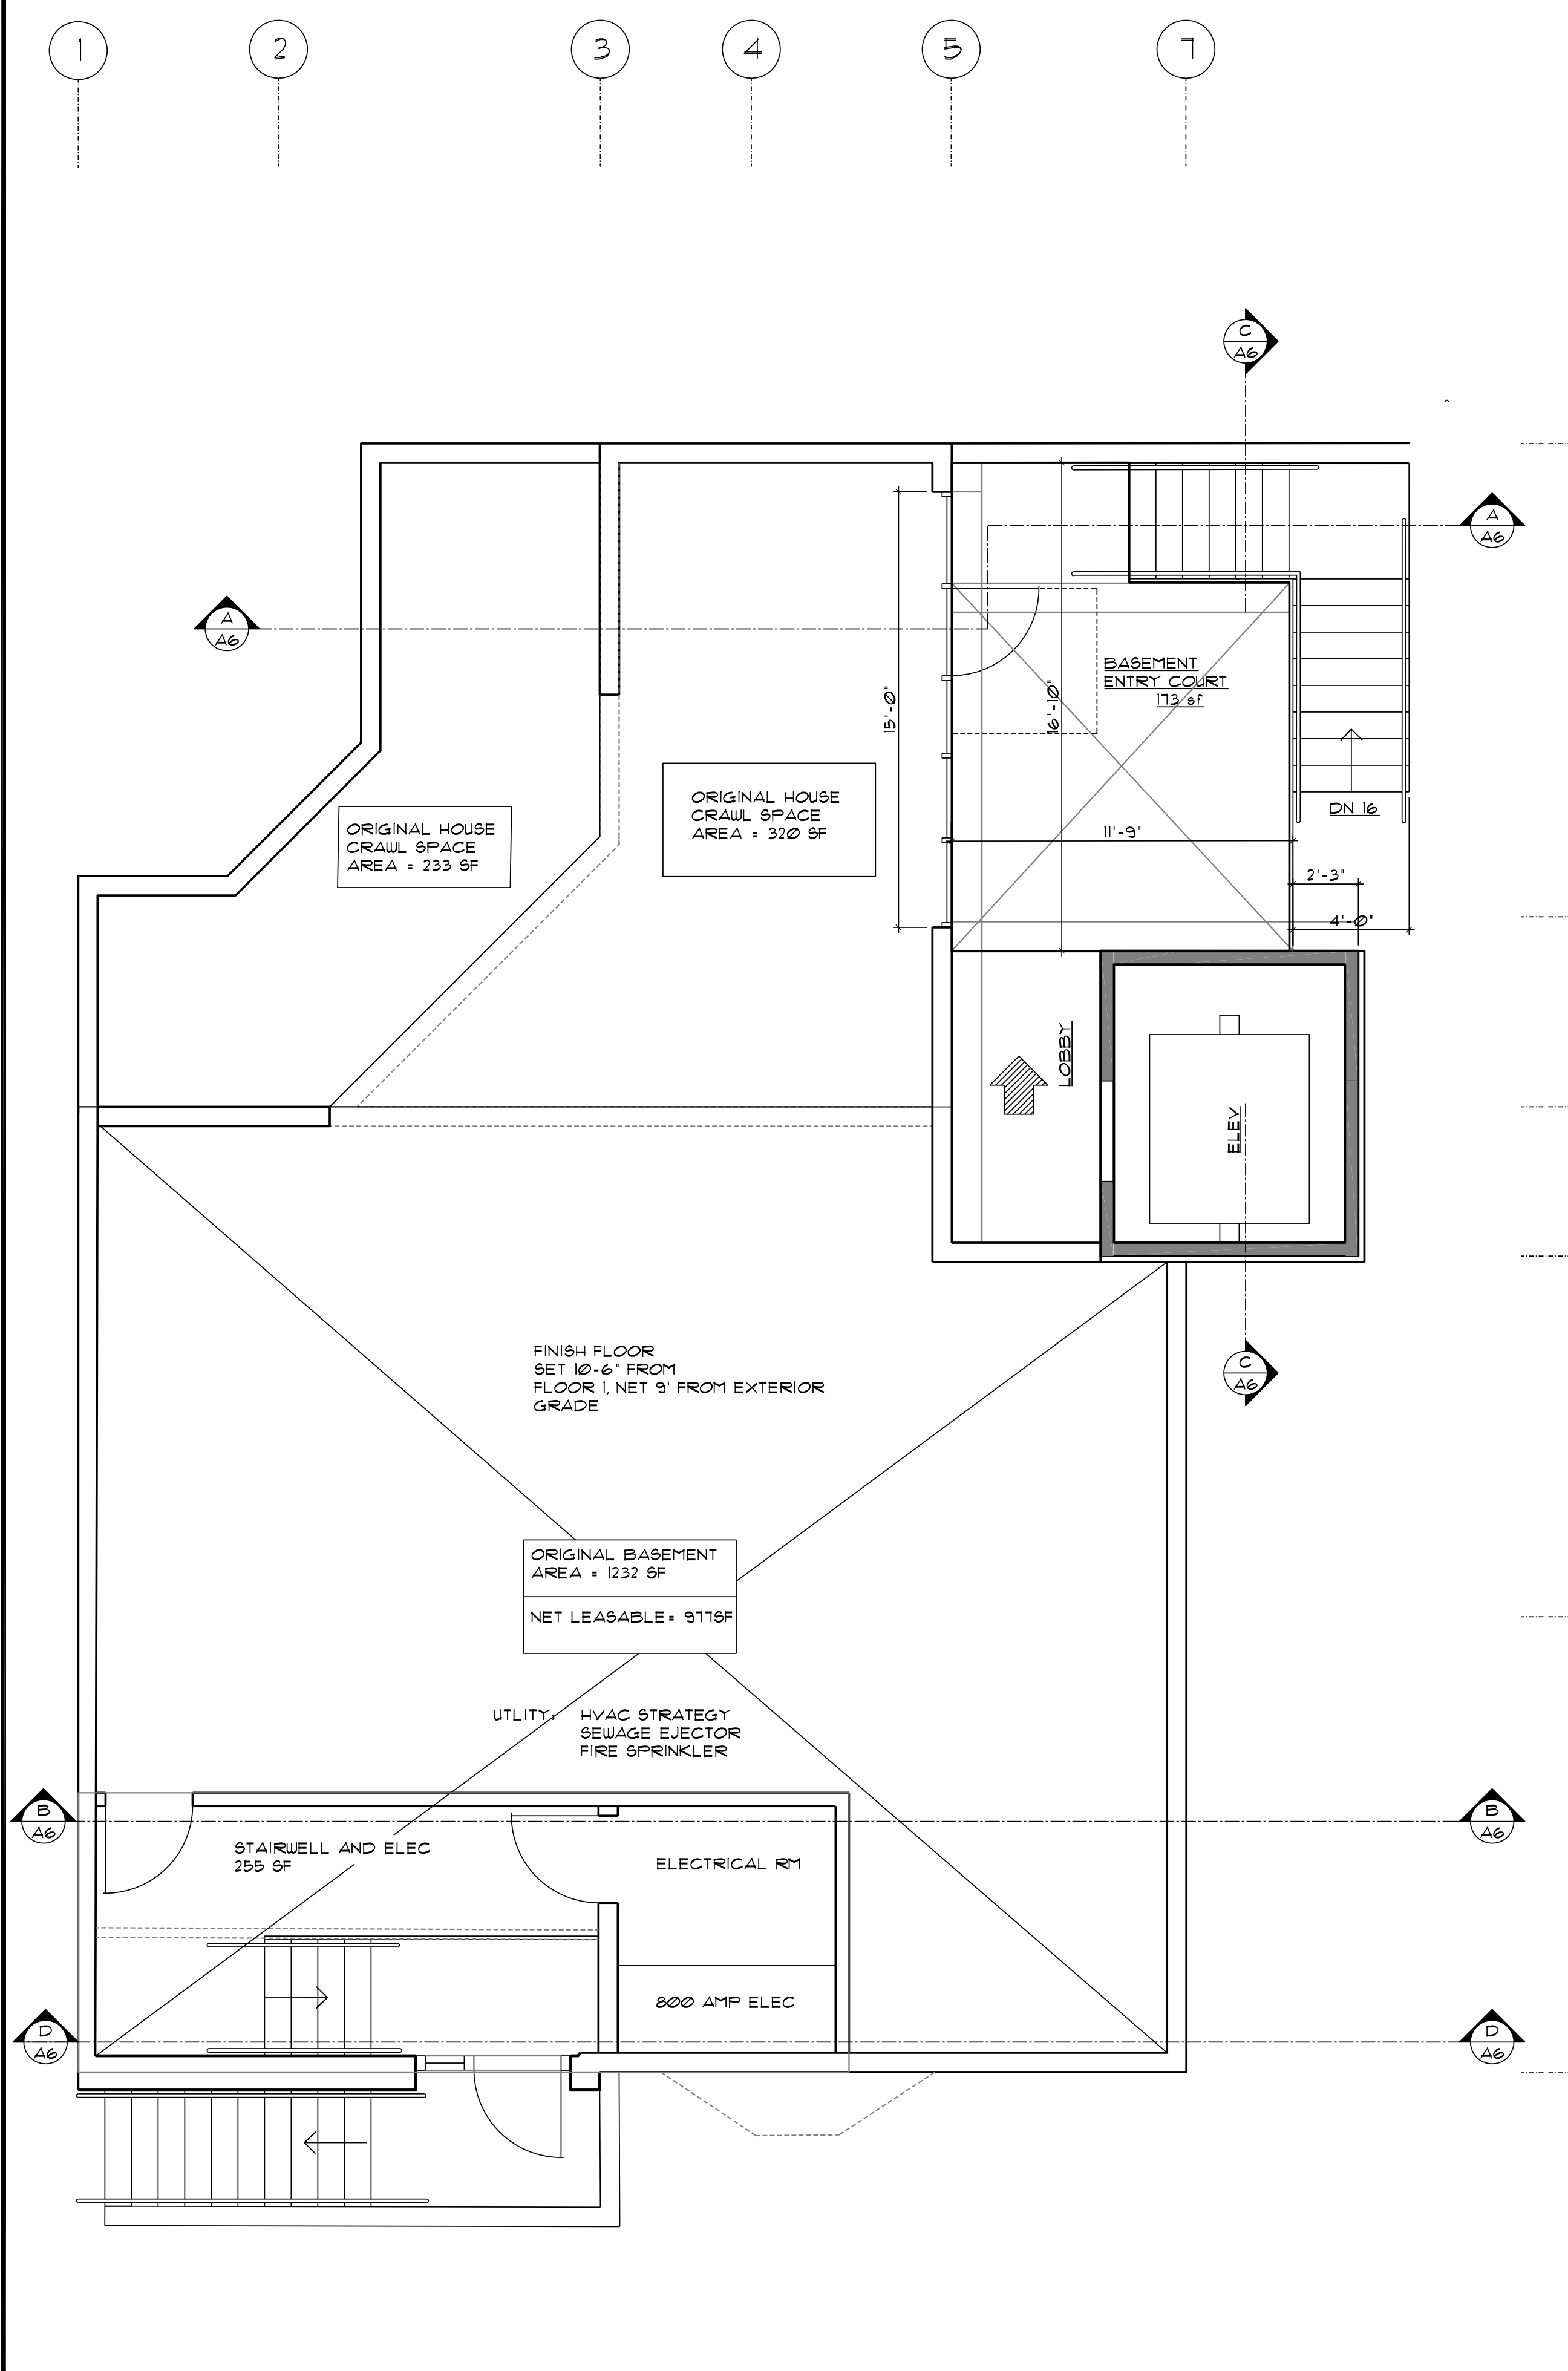 1 2 3 4 5 7
C
A6
A
A6
A
A6
BASEMENT
ENTRY COURT
173 sf
15'-0"
16'-10"
ORIGINAL HOUSE
CRAWL SPACE
AREA = 320 SF
DN 16
ORIGINAL HOUSE
CRAWL SPACE
AREA = 233 SF
11'-9"
2'-3"
4'-0"
LOBBY
ELEV
FINISH FLOOR
SET 10-6" FROM
FLOOR 1, NET 9' FROM EXTERIOR
GRADE
C
A6
ORIGINAL BASEMENT
AREA = 1232 SF
NET LEASABLE= 977SF
UTLITY: HVAC STRATEGY
SEWAGE EJECTOR
FIRE SPRINKLER
B
A6
B
A6
STAIRWELL AND ELEC
255 SF
ELECTRICAL RM
800 AMP ELEC
D
A6
D
A6